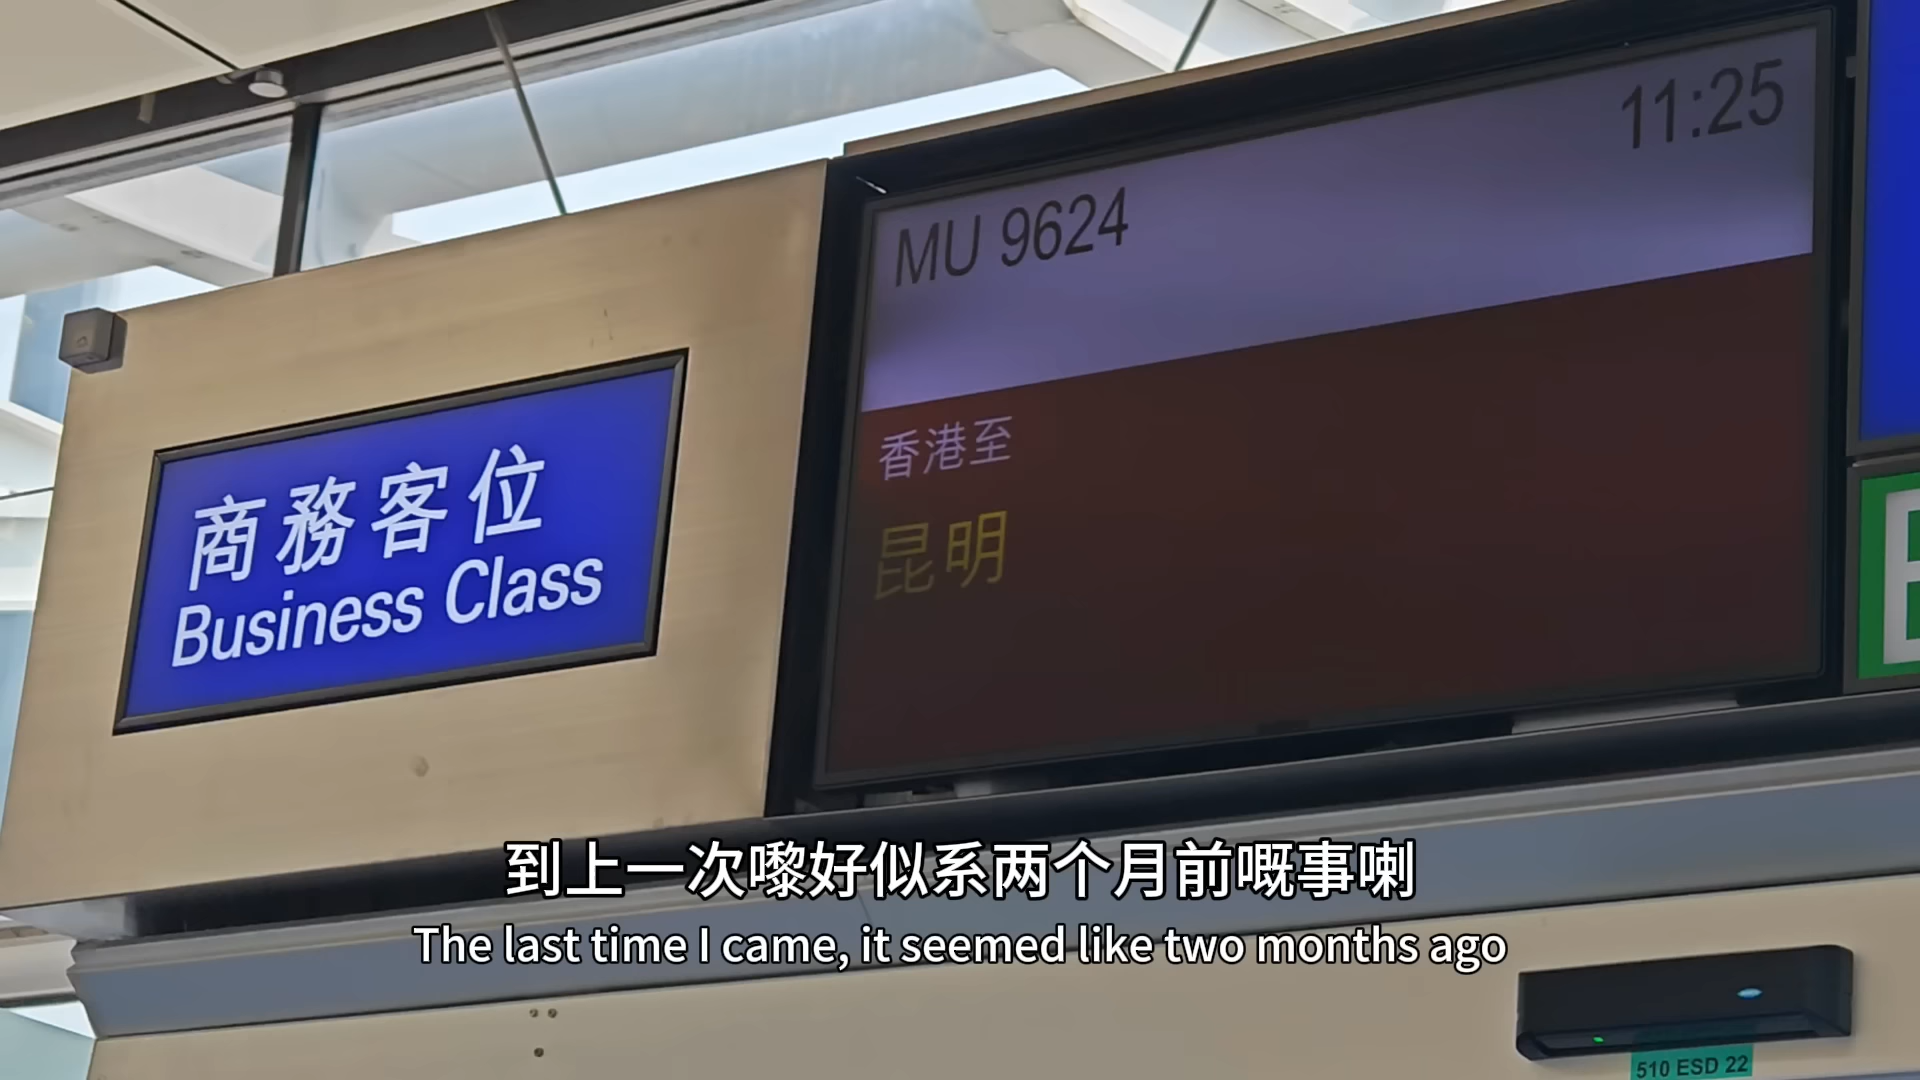 11:25
MU 9624
香港至
昆明
商務客位
Business Class
到上一次嚟好似系两个月前嘅事喇
The last time I came, it seemed like two months ago
510 ESD 22